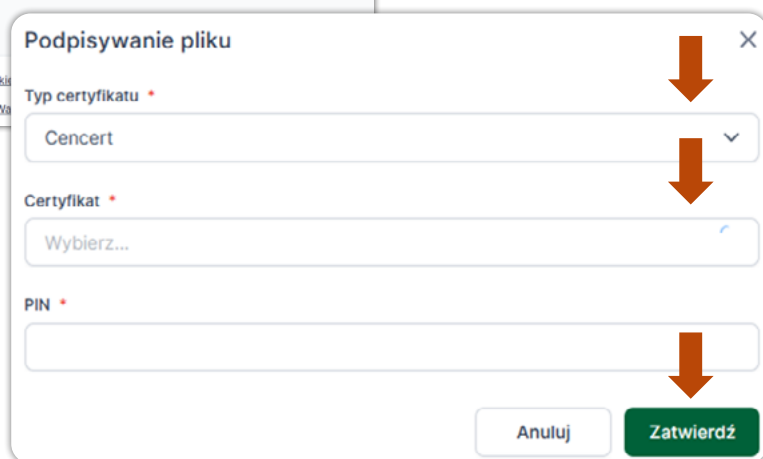 Podpisywanie pliku
Typ certyfikatu *
Cencert
Certyfikat *
Wybierz...
PIN *
Anuluj
Zatwierdź